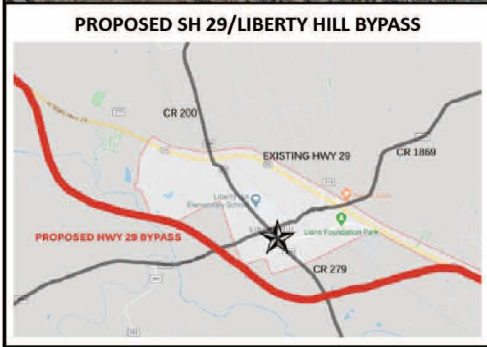 PROPOSED SH 29/LIBERTY HILL BYPASS
CR 200
EXISTING HWY 29
CR 1869
Liberty Hill
Elementary School
Lions Foundation Park
PROPOSED HWY 29 BYPASS
CR 279